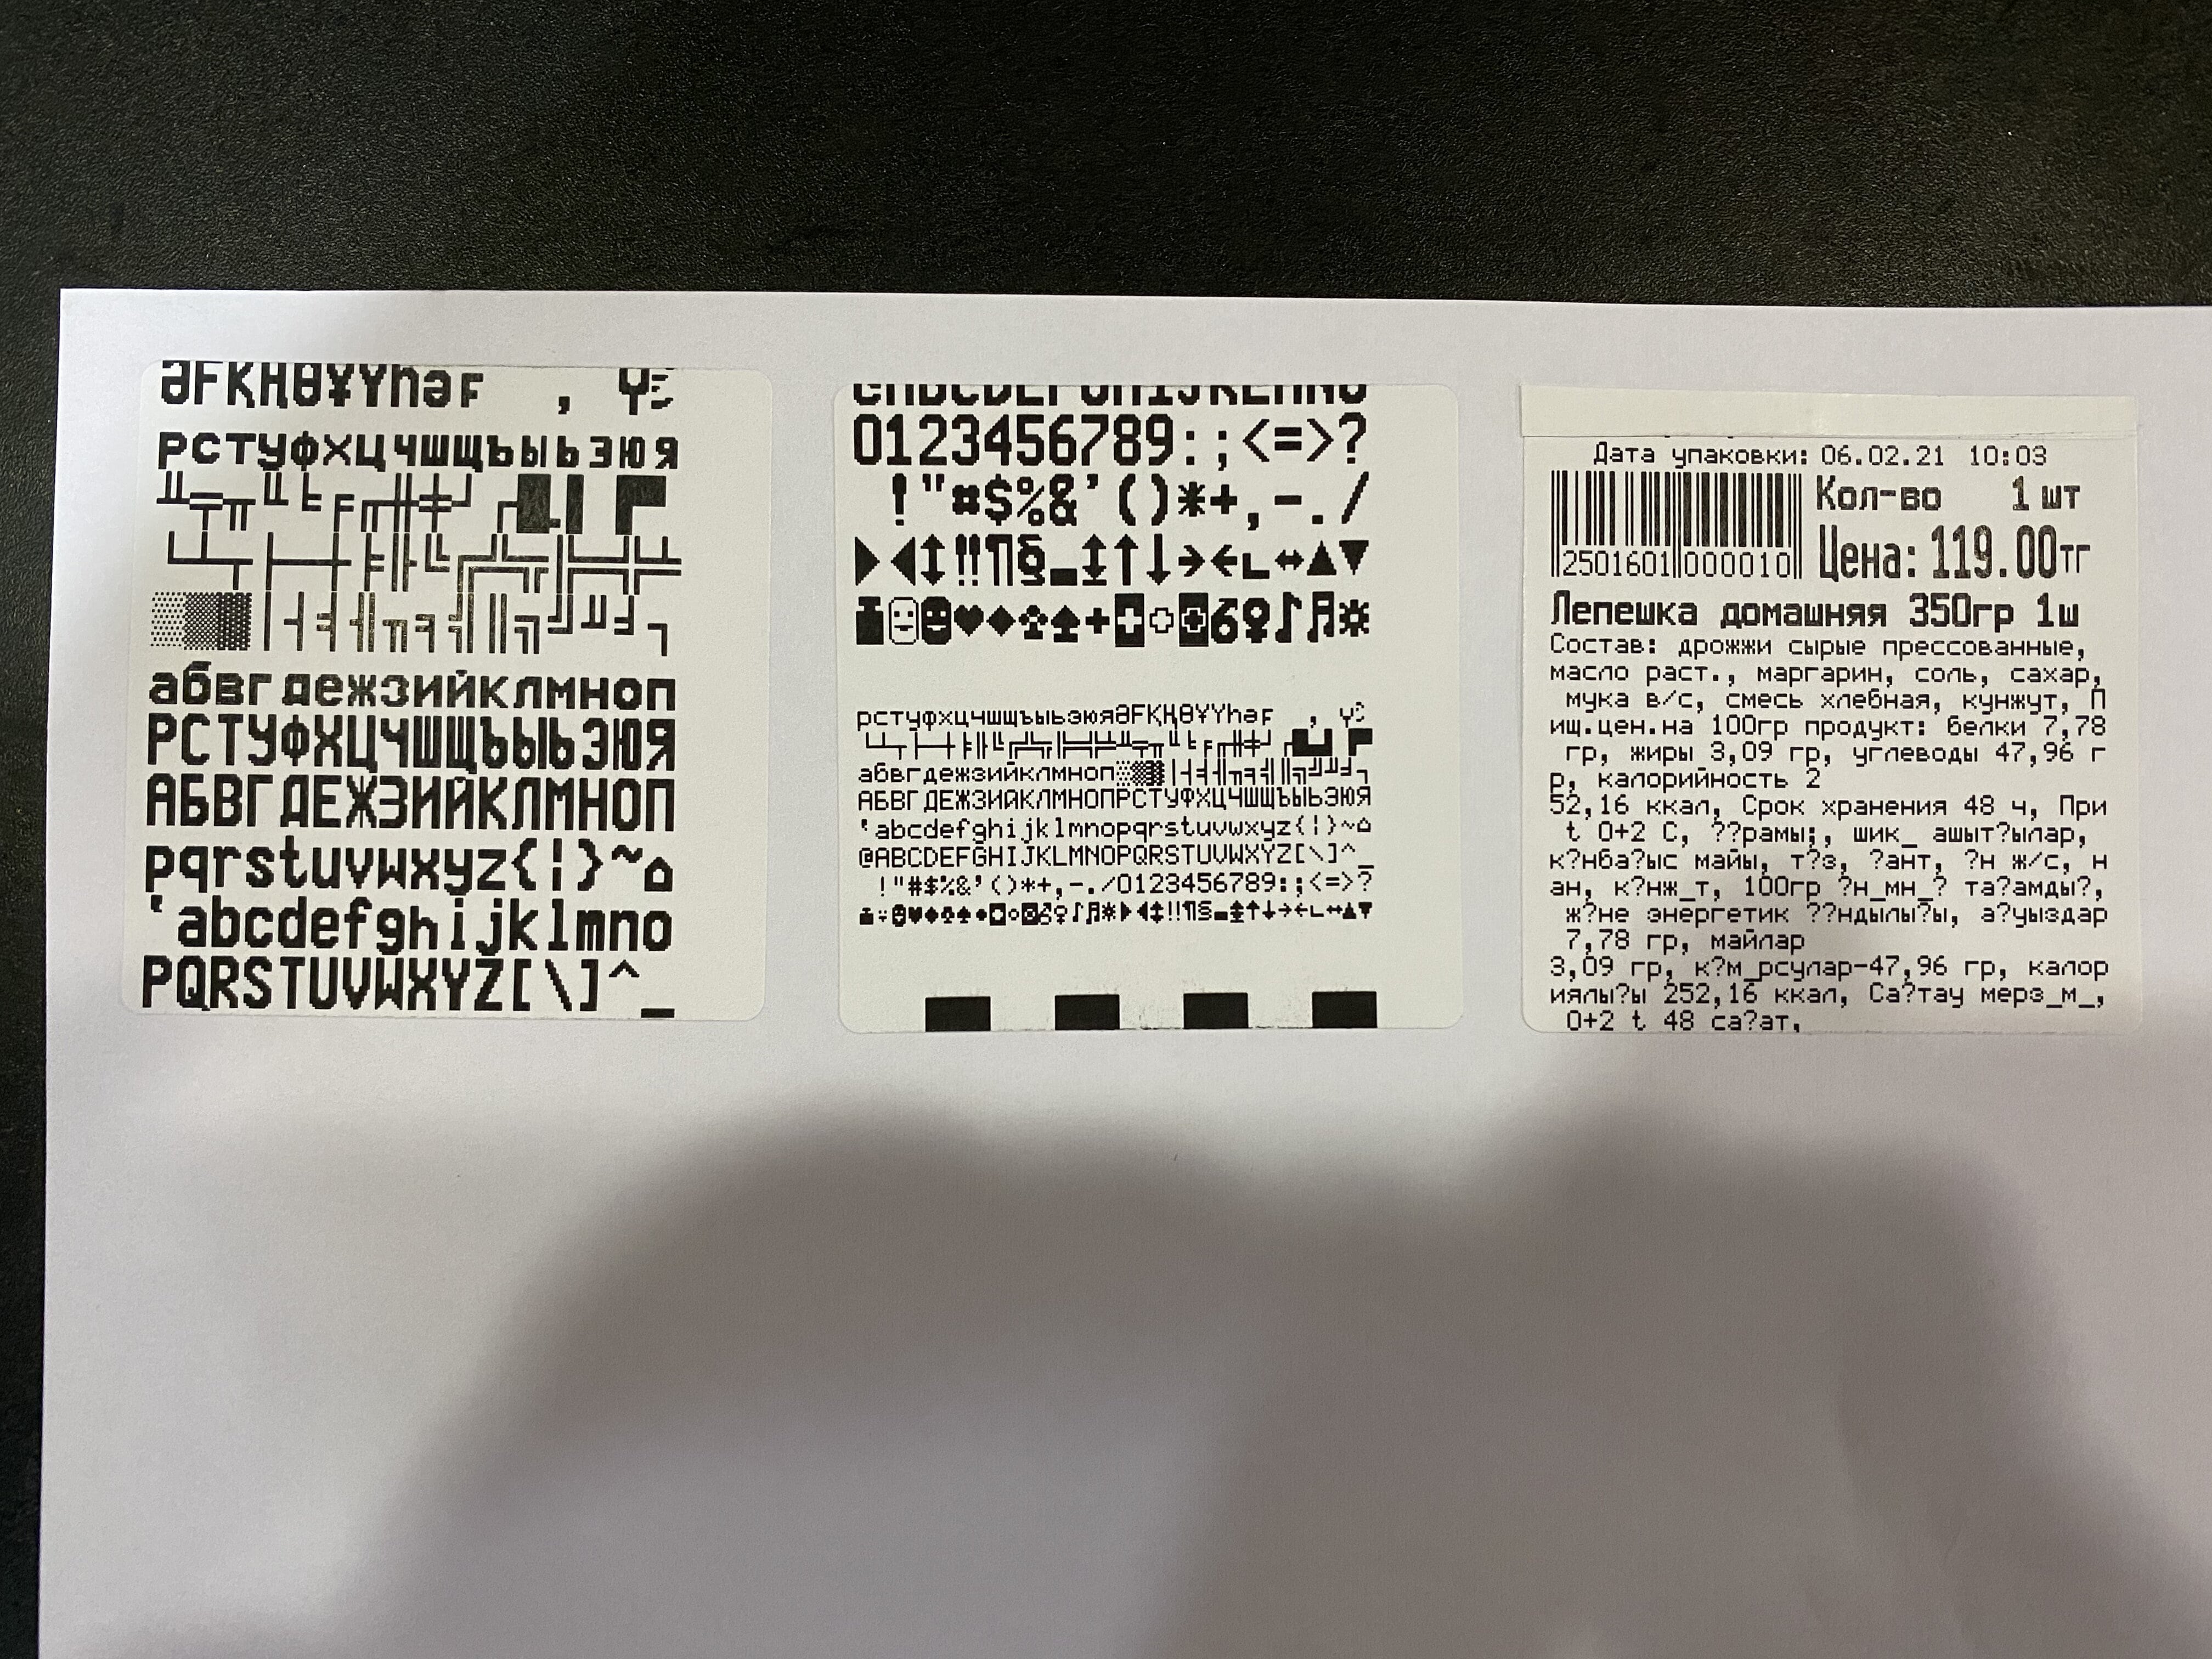 ӘҒҚҢӨ¥ҮҺәғ , ү
рстуфхцчшщъыьэюя
╨╤╥╙╘╒╓╫╪┘┌█▄▌▐▀
└┴┬├─┼╞╟╚╔╩╦╠═╬╧
░▒▓│┤╡╢╖╕╣║╗╝╜╛┐
абвгдежзийклмноп
РСТУФХЦЧШЩЪЫЬЭЮЯ
АБВГДЕЖЗИЙКЛМНОП
pqrstuvwxyz{¦}~⌂
‘abcdefghijklmno
PQRSTUVWXYZ[\]^_
0123456789:;<=>?
!"¤$%&’()*+,-./
►◄↕‼¶§▬↨↑↓→←∟↔▲▼
☺☻♥♦♣♠•◘○◙♂♀♪♫☼
рстуфхцчшщъыьэюяӘҒҚҢӨ¥ҮҺәғ , ү
└┴┬├─┼╞╟╚╔╩╦╠═╬╧╨╤╥╙╘╒╓╫╪┘┌█▄▌▐▀
абвгдежзийклмноп░▒▓│┤╡╢╖╕╣║╗╝╜╛┐
АБВГДЕЖЗИЙКЛМНОПРСТУФХЦЧШЩЪЫЬЭЮЯ
‘abcdefghijklmnopqrstuvwxyz{¦}~⌂
@ABCDEFGHIJKLMNOPQRSTUVWXYZ[\]^_
!"#$%&’()*+,-./0123456789:;<=>?
☺☻♥♦♣♠•◘○◙♂♀♪♫☼►◄↕‼¶§▬↨↑↓→←∟↔▲▼
Дата упаковки: 06.02.21 10:03
Кол-во 1 шт
2501601 000010
Цена: 119.00тг
Лепешка домашняя 350гр 1ш
Состав: дрожжи сырые прессованные,
масло раст., маргарин, соль, сахар,
мука в/с, смесь хлебная, кунжут, П
ищ.цен.на 100гр продукт: белки 7,78
гр, жиры 3,09 гр, углеводы 47,96 г
р, калорийность 2
52,16 ккал, Срок хранения 48 ч, При
t 0+2 С, ??рамы;, шик_ ашыт?ылар,
к?нба?ыс майы, т?з, ?ант, ?н ж/с, н
ан, к?нж_т, 100гр ?н_мн_? та?амды?,
ж?не энергетик ??ндылы?ы, а?уыздар
7,78 гр, майлар
3,09 гр, к?м_рсулар-47,96 гр, калор
иялы?ы 252,16 ккал, Са?тау мерз_м_,
0+2 t 48 са?ат,